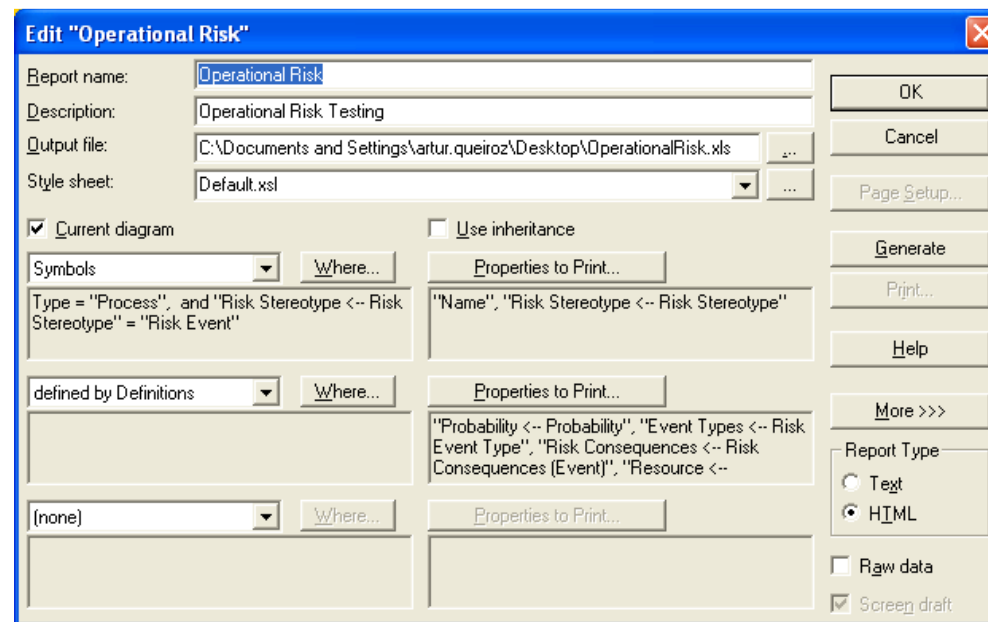 Edit "Operational Risk"
Report name:
Operational Risk
Description:
Operational Risk Testing
Output file:
C:\Documents and Settings\artur.queiroz\Desktop\OperationalRisk.xls
...
Style sheet:
Default.xsl
...
Current diagram
Use inheritance
Symbols
Where...
Properties to Print...
Type = "Process", and "Risk Stereotype <-- Risk
Stereotype" = "Risk Event"
"Name", "Risk Stereotype <-- Risk Stereotype"
defined by Definitions
Where...
Properties to Print...
"Probability <-- Probability", "Event Types <-- Risk
Event Type", "Risk Consequences <-- Risk
Consequences (Event)", "Resource <--
(none)
Where...
Properties to Print...
OK
Cancel
Page Setup...
Generate
Print...
Help
More >>>
Report Type
Text
HTML
Raw data
Screen draft